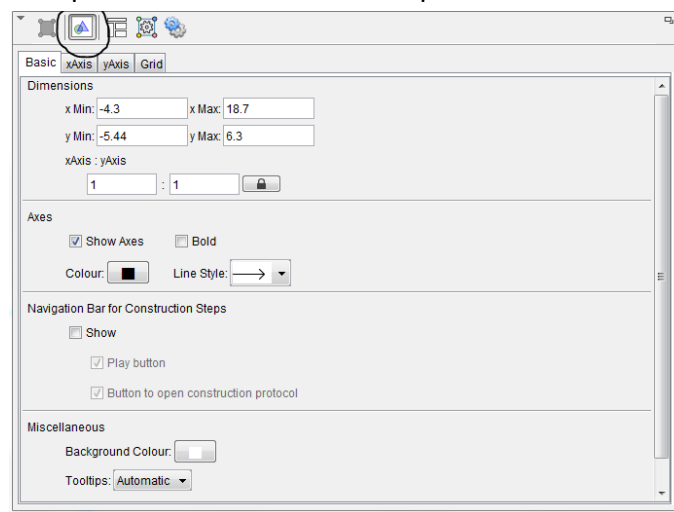 Basic xAxis yAxis Grid
Dimensions
x Min: -4.3 x Max: 18.7
y Min: -5.44 y Max: 6.3
xAxis : yAxis
1 : 1
Axes
Show Axes Bold
Colour: Line Style:
Navigation Bar for Construction Steps
Show
Play button
Button to open construction protocol
Miscellaneous
Background Colour:
Tooltips: Automatic